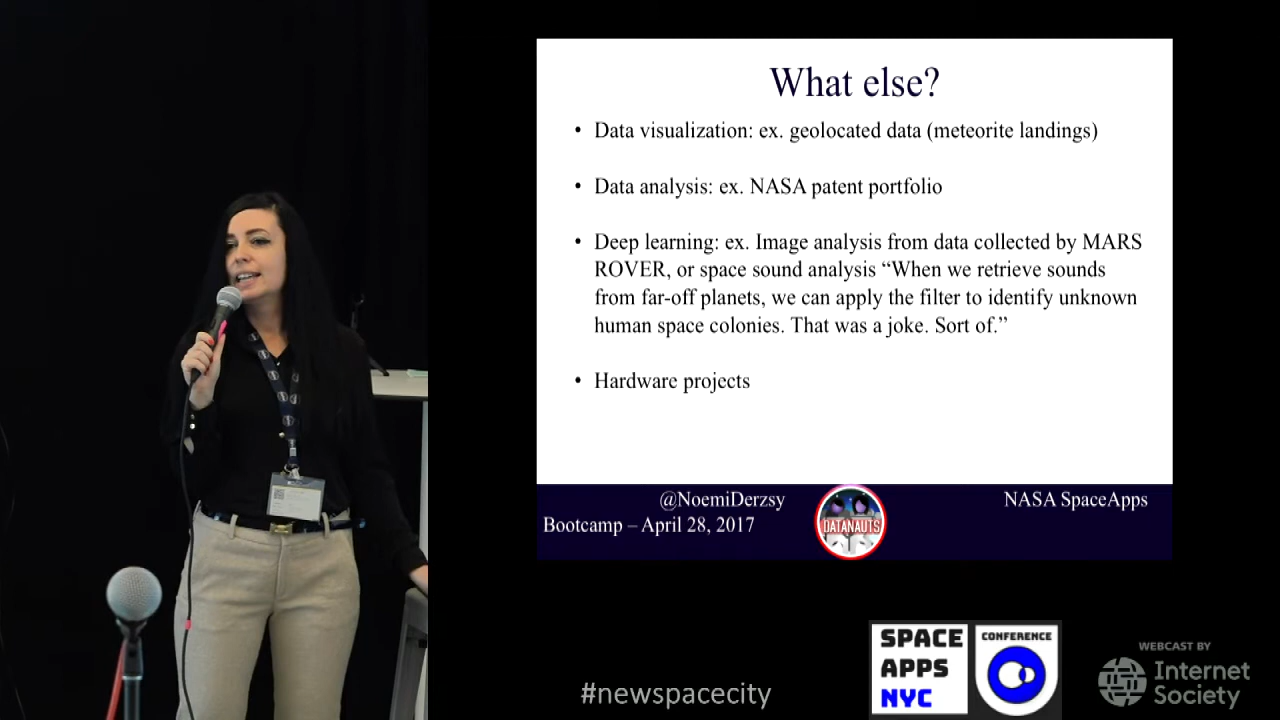 What else?
• Data visualization: ex. geolocated data (meteorite landings)
• Data analysis: ex. NASA patent portfolio
• Deep learning: ex. Image analysis from data collected by MARS
ROVER, or space sound analysis “When we retrieve sounds
from far-off planets, we can apply the filter to identify unknown
human space colonies. That was a joke. Sort of.”
• Hardware projects
@NoemiDerzsy
NASA SpaceApps
Bootcamp – April 28, 2017
DATANAUTS
SPACE
APPS
NYC
CONFERENCE
WEBCAST BY
Internet
Society
#newspacecity